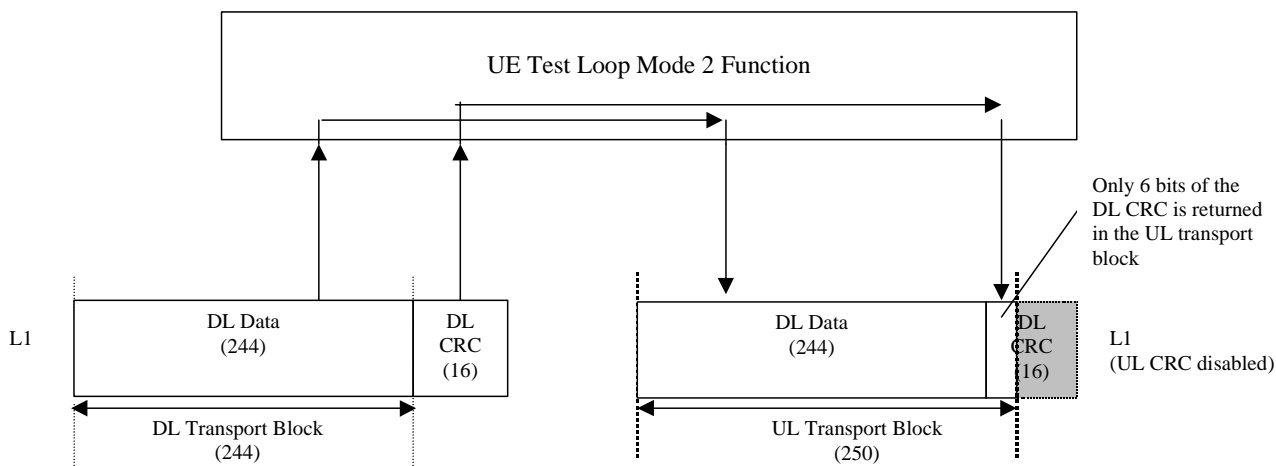 UE Test Loop Mode 2 Function
Only 6 bits of the
DL CRC is returned
in the UL transport
block
L1
DL Data
(244)
DL
CRC
(16)
DL Transport Block
(244)
DL Data
(244)
DL
CRC
(16)
UL Transport Block
(250)
L1
(UL CRC disabled)